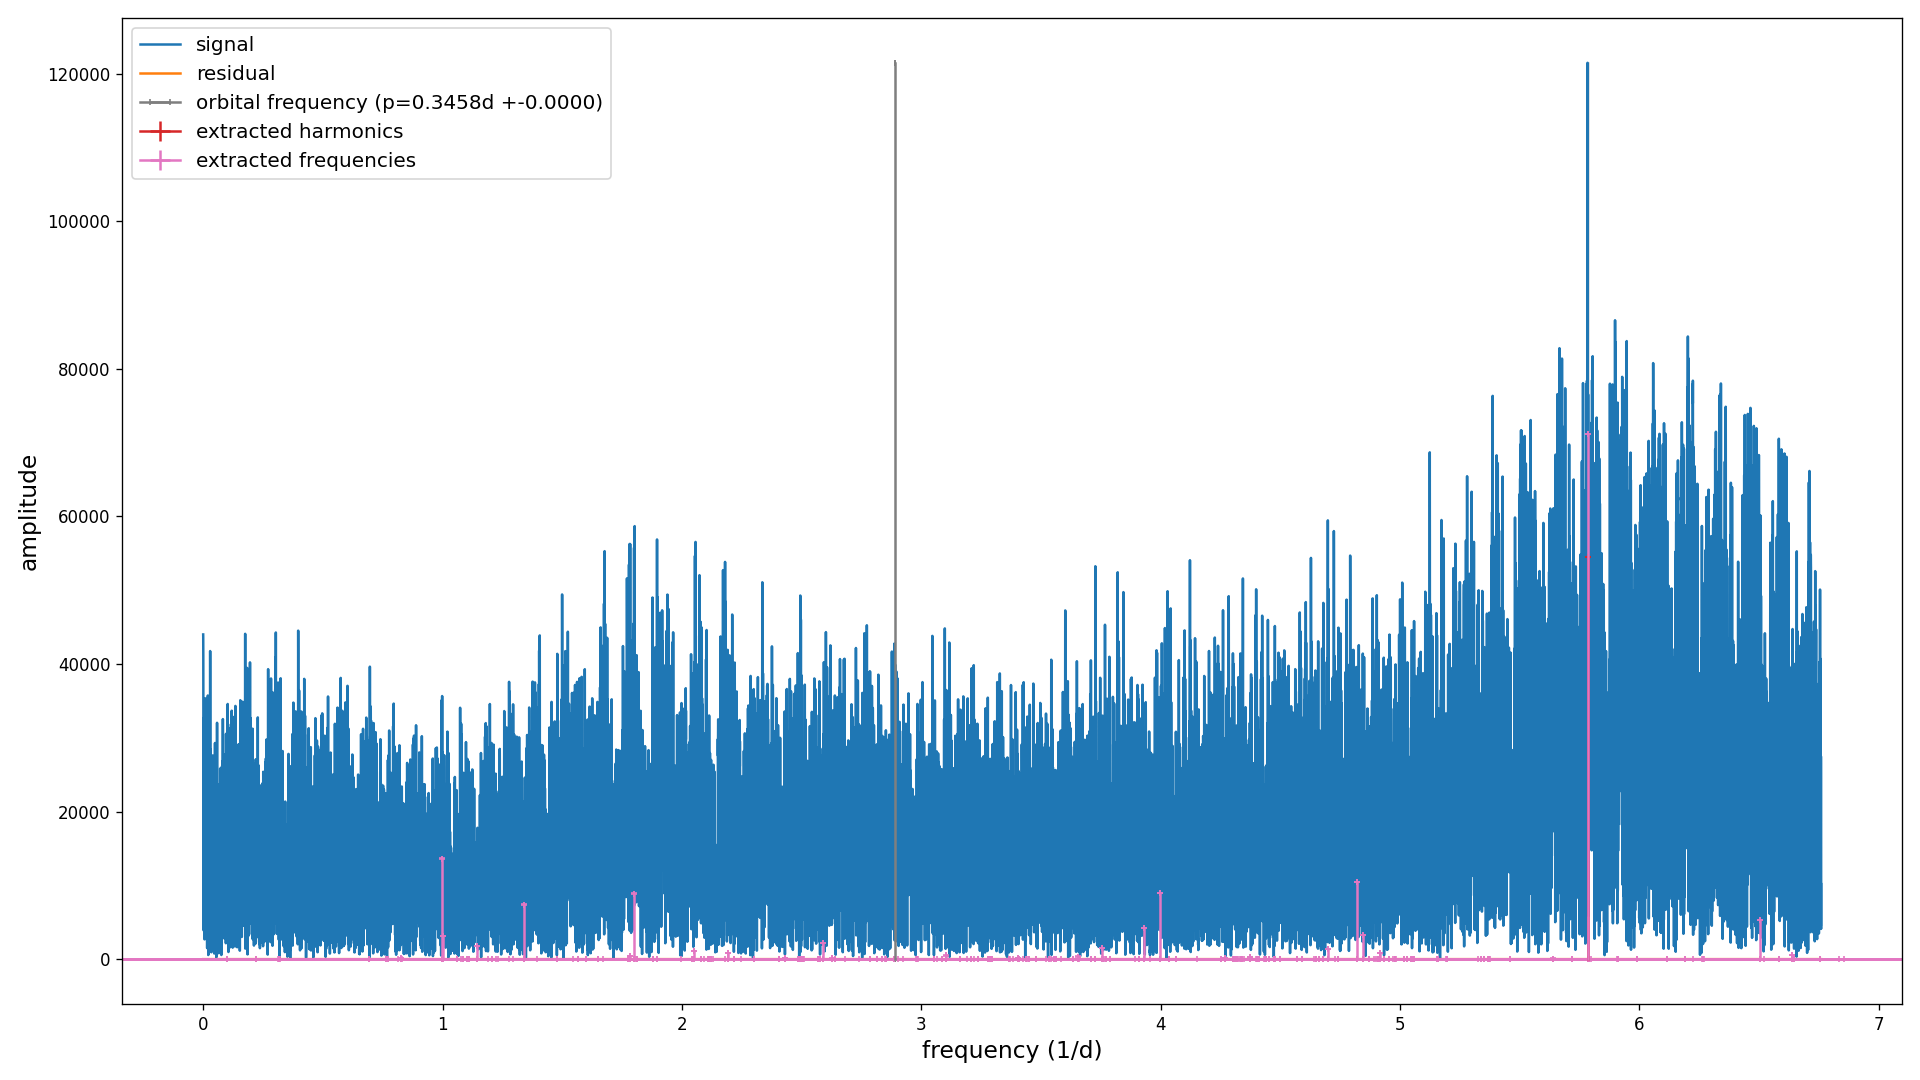 signal
residual
orbital frequency (p=0.3458d +-0.0000)
extracted harmonics
extracted frequencies
120000
100000
80000
60000
40000
20000
0
amplitude
0 1 2 3 4 5 6 7
frequency (1/d)